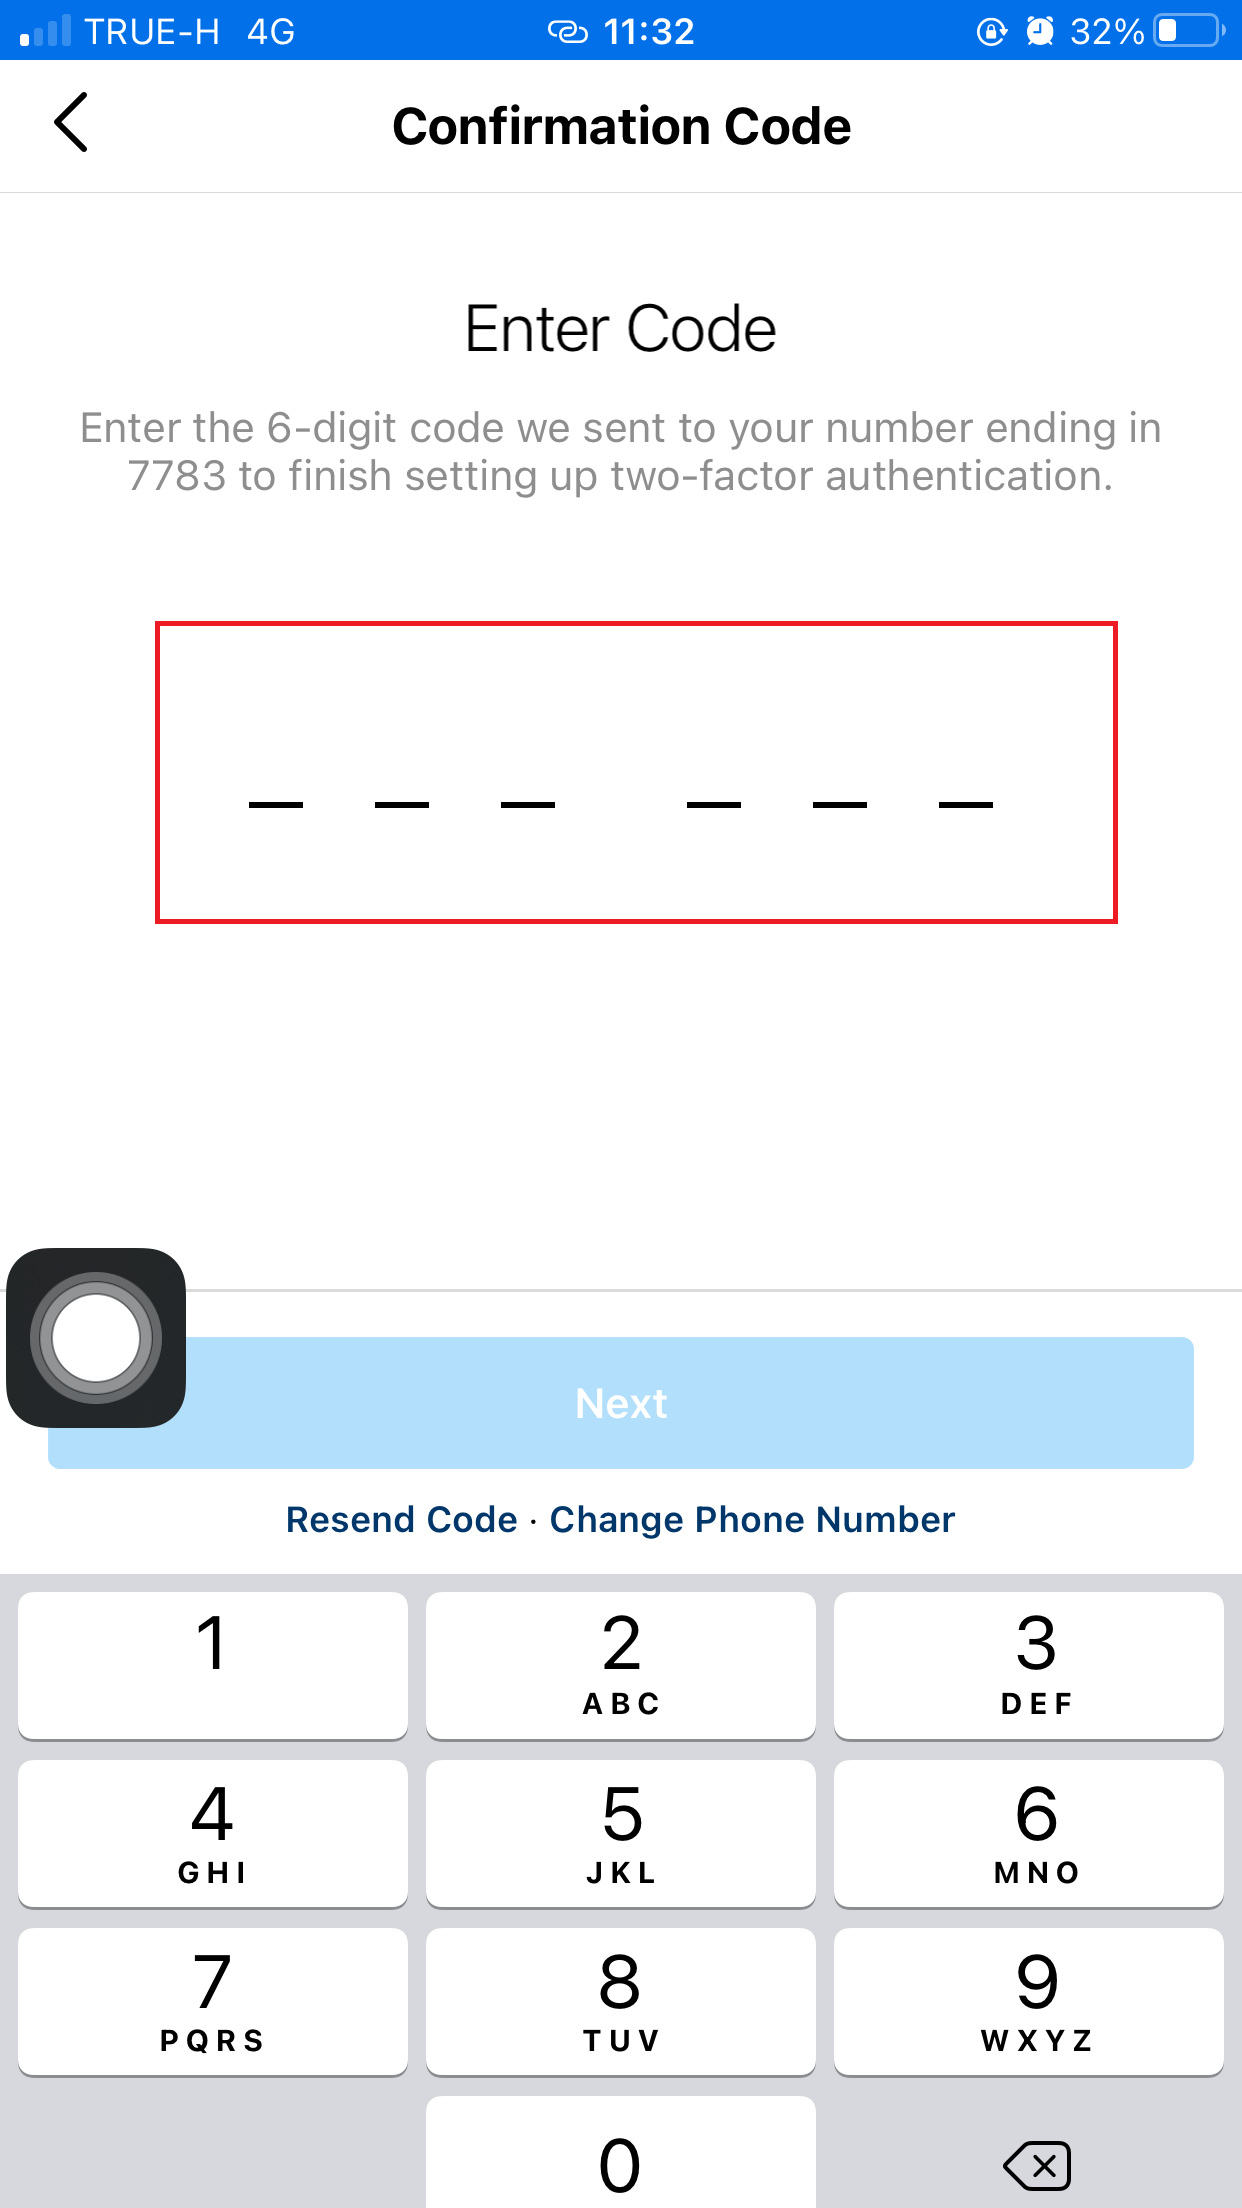 TRUE-H 4G 11:32 32%
Confirmation Code
Enter Code
Enter the 6-digit code we sent to your number ending in
7783 to finish setting up two-factor authentication.
Next
Resend Code · Change Phone Number
1 2 3
ABC DEF
4 5 6
GHI JKL MNO
7 8 9
PQRS TUV WXYZ
0